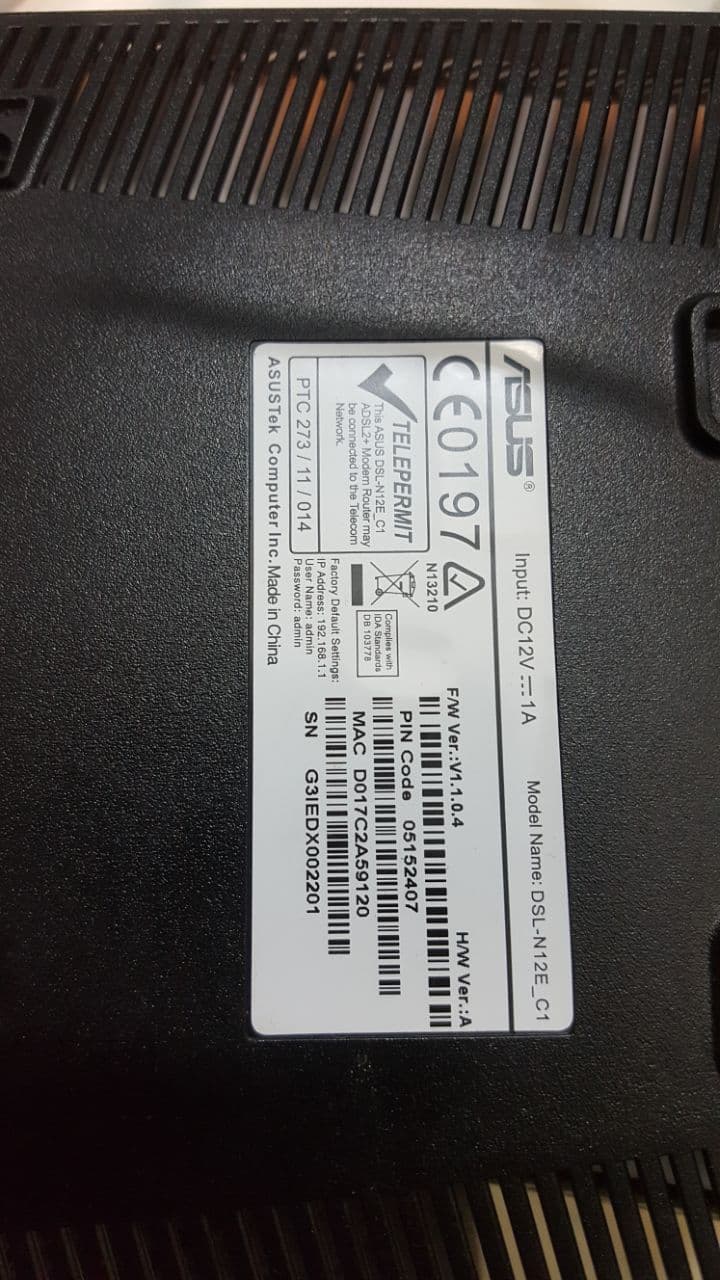 ASUS® Input: DC12V⎓1A Model Name: DSL-N12E_C1
CE0197
N13210
F/W Ver.:V1.1.0.4 H/W Ver.:A
PIN Code 05152407
MAC D017C2A59120
SN G3IEDX002201
TELEPERMIT
This ASUS DSL-N12E_C1
ADSL2+ Modem Router may
be connected to the Telecom
Network.
PTC 273 / 11 / 014
Complies with
IDA Standards
DB 103778
Factory Default Settings:
IP Address: 192.168.1.1
User Name: admin
Password: admin
ASUSTek Computer Inc.Made in China